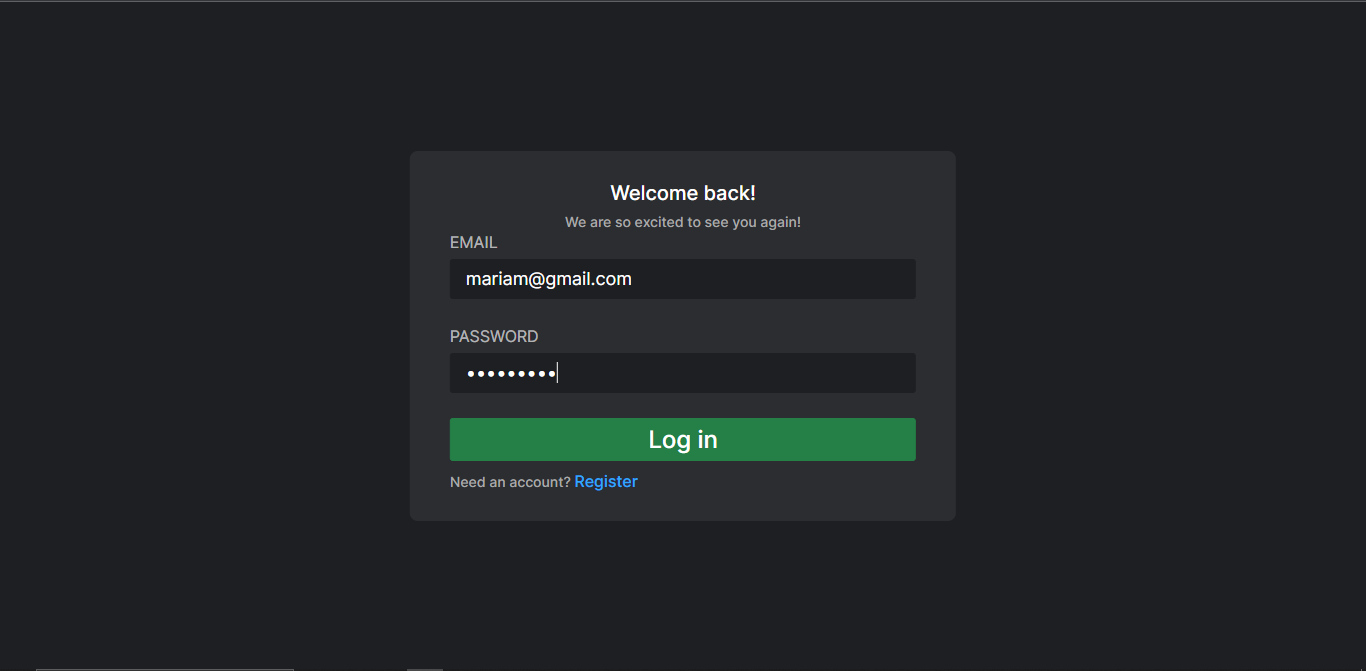 Welcome back!
We are so excited to see you again!
EMAIL
mariam@gmail.com
PASSWORD
•••••••••
Log in
Need an account? Register